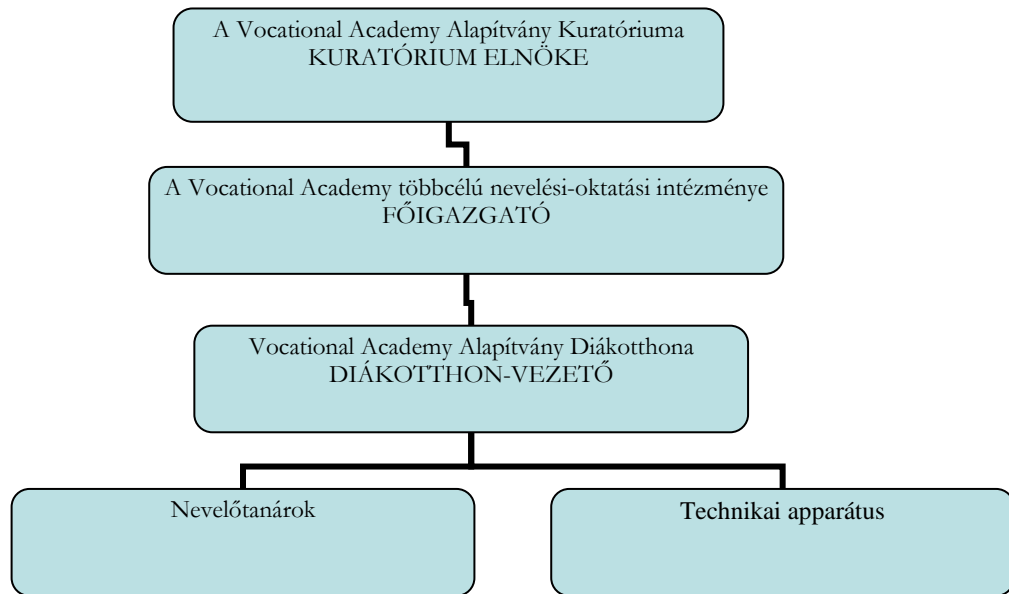 A Vocational Academy Alapítvány Kuratóriuma
KURATÓRIUM ELNÖKE
A Vocational Academy többcélú nevelési-oktatási intézménye
FŐIGAZGATÓ
Vocational Academy Alapítvány Diákotthona
DIÁKOTTHON-VEZETŐ
Nevelőtanárok
Technikai apparátus